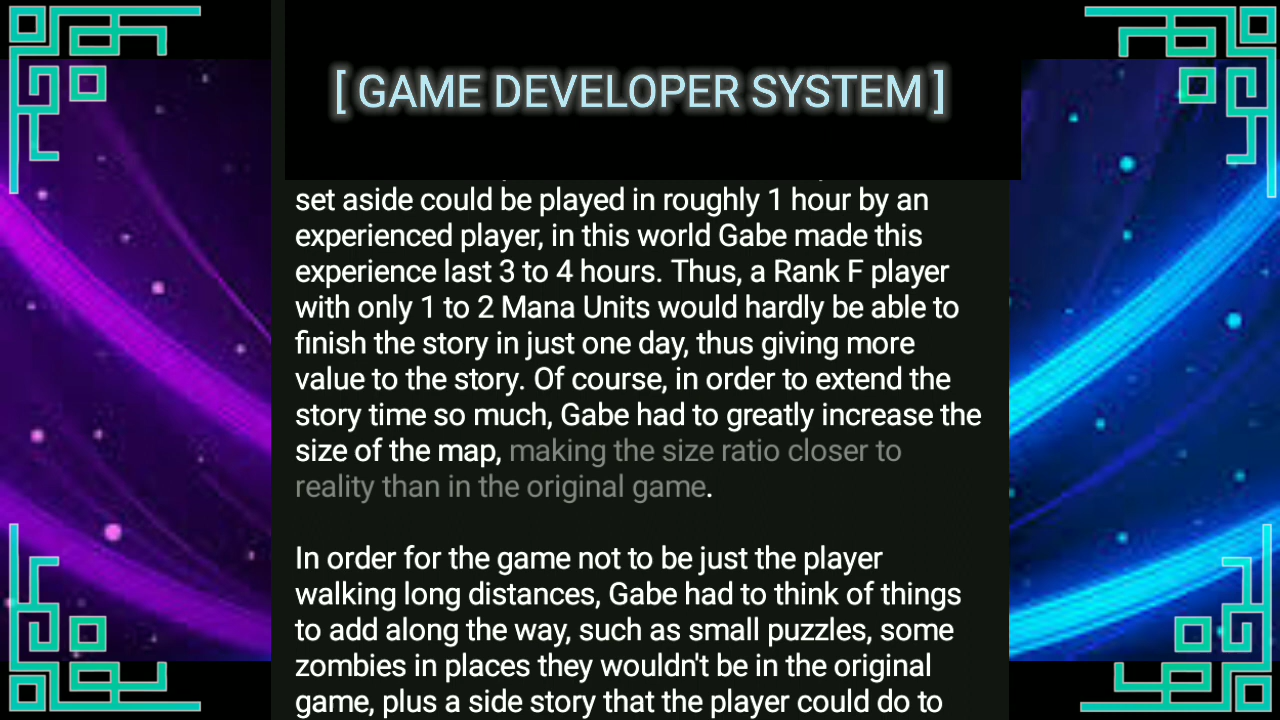 [ GAME DEVELOPER SYSTEM ]
set aside could be played in roughly 1 hour by an
experienced player, in this world Gabe made this
experience last 3 to 4 hours. Thus, a Rank F player
with only 1 to 2 Mana Units would hardly be able to
finish the story in just one day, thus giving more
value to the story. Of course, in order to extend the
story time so much, Gabe had to greatly increase the
size of the map, making the size ratio closer to
reality than in the original game.
In order for the game not to be just the player
walking long distances, Gabe had to think of things
to add along the way, such as small puzzles, some
zombies in places they wouldn't be in the original
game, plus a side story that the player could do to